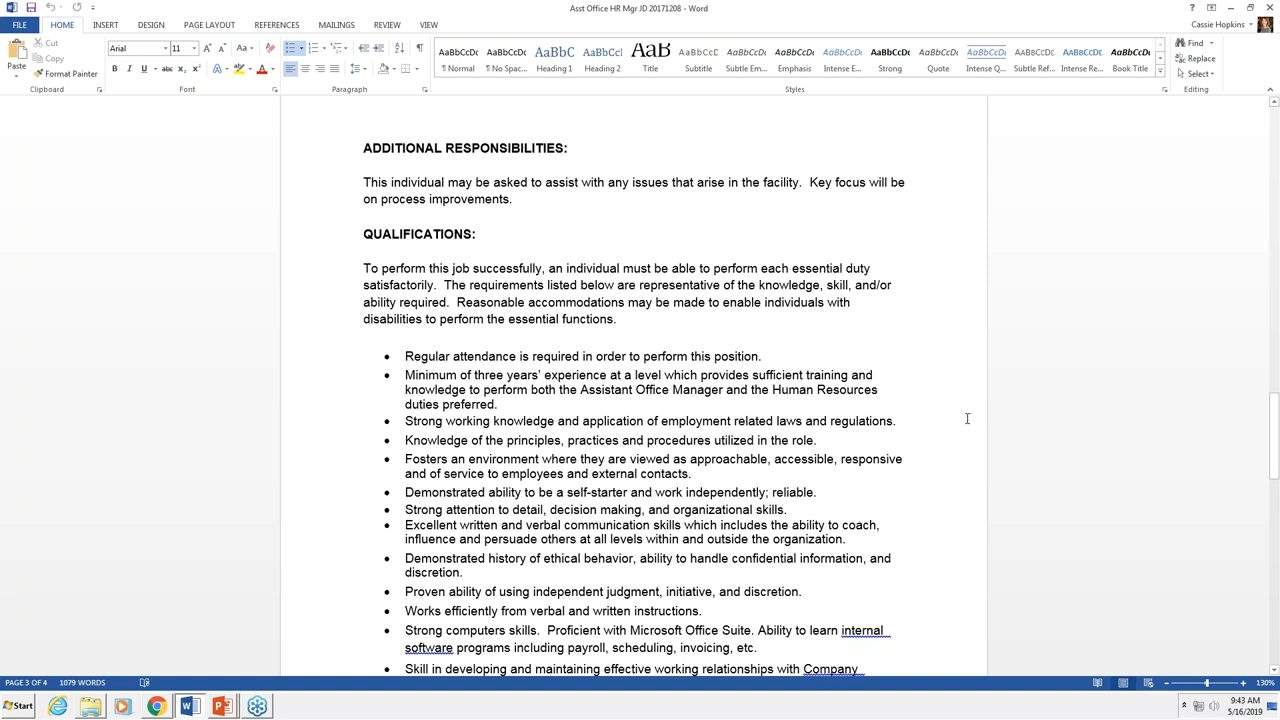 Asst Office HR Mgr JD 20171208 - Word
FILE HOME INSERT DESIGN PAGE LAYOUT REFERENCES MAILINGS REVIEW VIEW Cassie Hopkins
Paste Cut Copy Format Painter
Arial 11
AaBbCcDc AaBbCcDc AaBbC AaBbCc AaB AaBbCcD AaBbCcDc AaBbCcDc AaBbCcDc AaBbCcDc AaBbCcDc AaBbCcDc AaBbCcDc AaBbCcDc AaBbCcDc
¶ Normal ¶ No Spac... Heading 1 Heading 2 Title Subtitle Subtle Em... Emphasis Intense E... Strong Quote Intense Q... Subtle Ref... Intense Re... Book Title
Find Replace Select
Clipboard Font Paragraph Styles Editing
ADDITIONAL RESPONSIBILITIES:
This individual may be asked to assist with any issues that arise in the facility. Key focus will be
on process improvements.
QUALIFICATIONS:
To perform this job successfully, an individual must be able to perform each essential duty
satisfactorily. The requirements listed below are representative of the knowledge, skill, and/or
ability required. Reasonable accommodations may be made to enable individuals with
disabilities to perform the essential functions.
• Regular attendance is required in order to perform this position.
• Minimum of three years' experience at a level which provides sufficient training and
knowledge to perform both the Assistant Office Manager and the Human Resources
duties preferred.
• Strong working knowledge and application of employment related laws and regulations.
• Knowledge of the principles, practices and procedures utilized in the role.
• Fosters an environment where they are viewed as approachable, accessible, responsive
and of service to employees and external contacts.
• Demonstrated ability to be a self-starter and work independently; reliable.
• Strong attention to detail, decision making, and organizational skills.
• Excellent written and verbal communication skills which includes the ability to coach,
influence and persuade others at all levels within and outside the organization.
• Demonstrated history of ethical behavior, ability to handle confidential information, and
discretion.
• Proven ability of using independent judgment, initiative, and discretion.
• Works efficiently from verbal and written instructions.
• Strong computers skills. Proficient with Microsoft Office Suite. Ability to learn internal
software programs including payroll, scheduling, invoicing, etc.
• Skill in developing and maintaining effective working relationships with Company
PAGE 3 OF 4 1079 WORDS 130%
Start 9:43 AM
5/16/2019